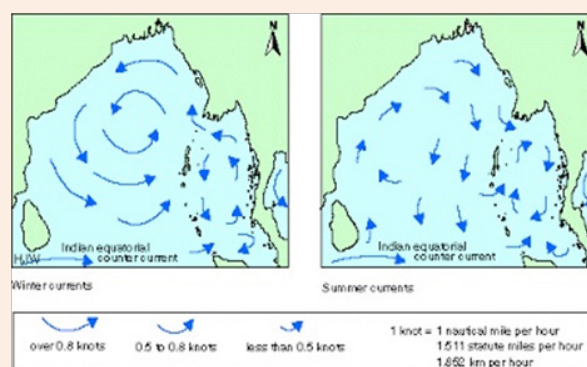 N
N
Indian equatorial
counter current
HJW
Indian equatorial
counter current
Winter currents
Summer currents
over 0.8 knots
0.5 to 0.8 knots
less than 0.5 knots
1 knot = 1 nautical mile per hour
1.511 statute miles per hour
1.852 km per hour